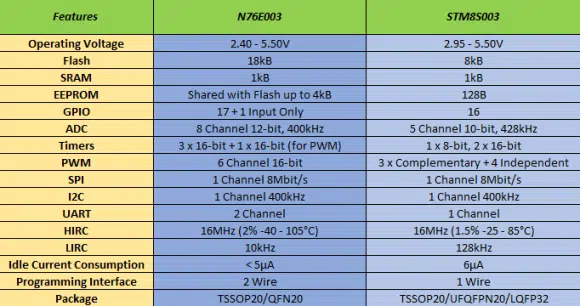 Features N76E003 STM8S003
Operating Voltage 2.40 - 5.50V 2.95 - 5.50V
Flash 18kB 8kB
SRAM 1kB 1kB
EEPROM Shared with Flash up to 4kB 128B
GPIO 17 + 1 Input Only 16
ADC 8 Channel 12-bit, 400kHz 5 Channel 10-bit, 428kHz
Timers 3 x 16-bit + 1 x 16-bit (for PWM) 1 x 8-bit, 2 x 16-bit
PWM 6 Channel 16-bit 3 x Complementary + 4 Independent
SPI 1 Channel 8Mbit/s 1 Channel 8Mbit/s
I2C 1 Channel 400kHz 1 Channel 400kHz
UART 2 Channel 1 Channel
HIRC 16MHz (2% -40 - 105°C) 16MHz (1.5% -25 - 85°C)
LIRC 10kHz 128kHz
Idle Current Consumption < 5μA 6μA
Programming Interface 2 Wire 1 Wire
Package TSSOP20/QFN20 TSSOP20/UFQFPN20/LQFP32